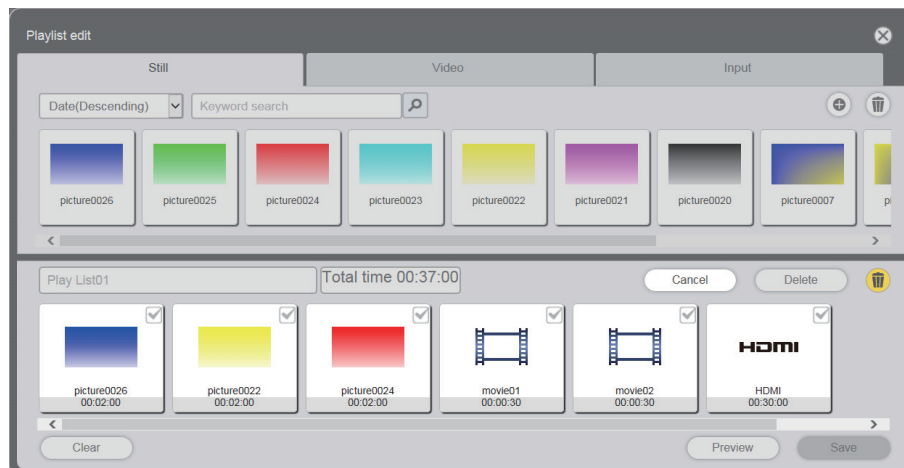 Playlist edit
Still Video Input
Date(Descending) Keyword search
picture0026 picture0025 picture0024 picture0023 picture0022 picture0021 picture0020 picture0007
Play List01 Total time 00:37:00 Cancel Delete
HDMI
picture0026 picture0022 picture0024 movie01 movie02 HDMI
00:02:00 00:02:00 00:02:00 00:00:30 00:00:30 00:30:00
Clear Preview Save